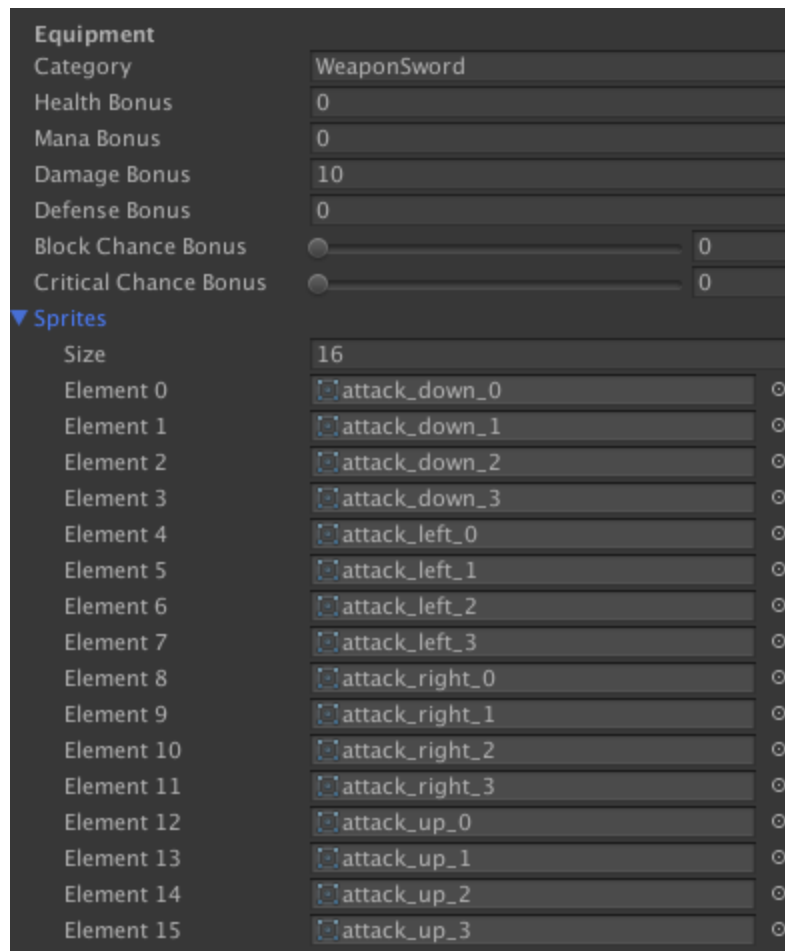 Equipment
Category WeaponSword
Health Bonus 0
Mana Bonus 0
Damage Bonus 10
Defense Bonus 0
Block Chance Bonus 0
Critical Chance Bonus 0
Sprites
Size 16
Element 0 attack_down_0
Element 1 attack_down_1
Element 2 attack_down_2
Element 3 attack_down_3
Element 4 attack_left_0
Element 5 attack_left_1
Element 6 attack_left_2
Element 7 attack_left_3
Element 8 attack_right_0
Element 9 attack_right_1
Element 10 attack_right_2
Element 11 attack_right_3
Element 12 attack_up_0
Element 13 attack_up_1
Element 14 attack_up_2
Element 15 attack_up_3